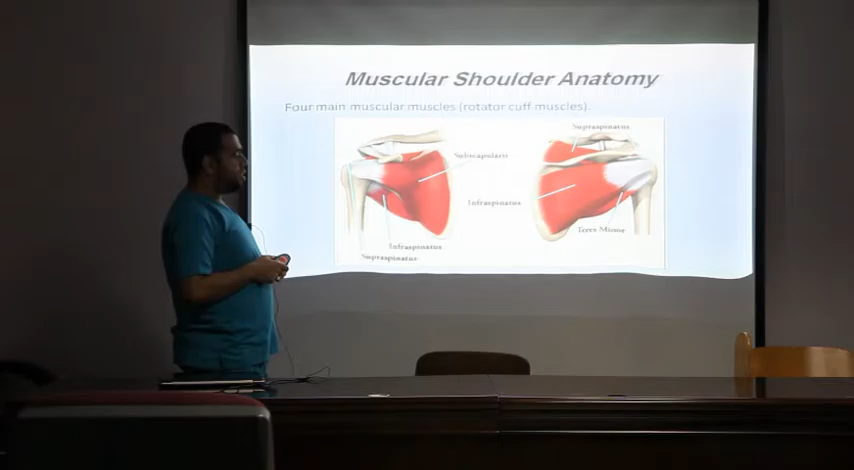 Muscular Shoulder Anatomy
Four main muscular muscles (rotator cuff muscles).
Supraspinatus
Subscapularis
Infraspinatus
Teres Minor
Infraspinatus
Supraspinatus